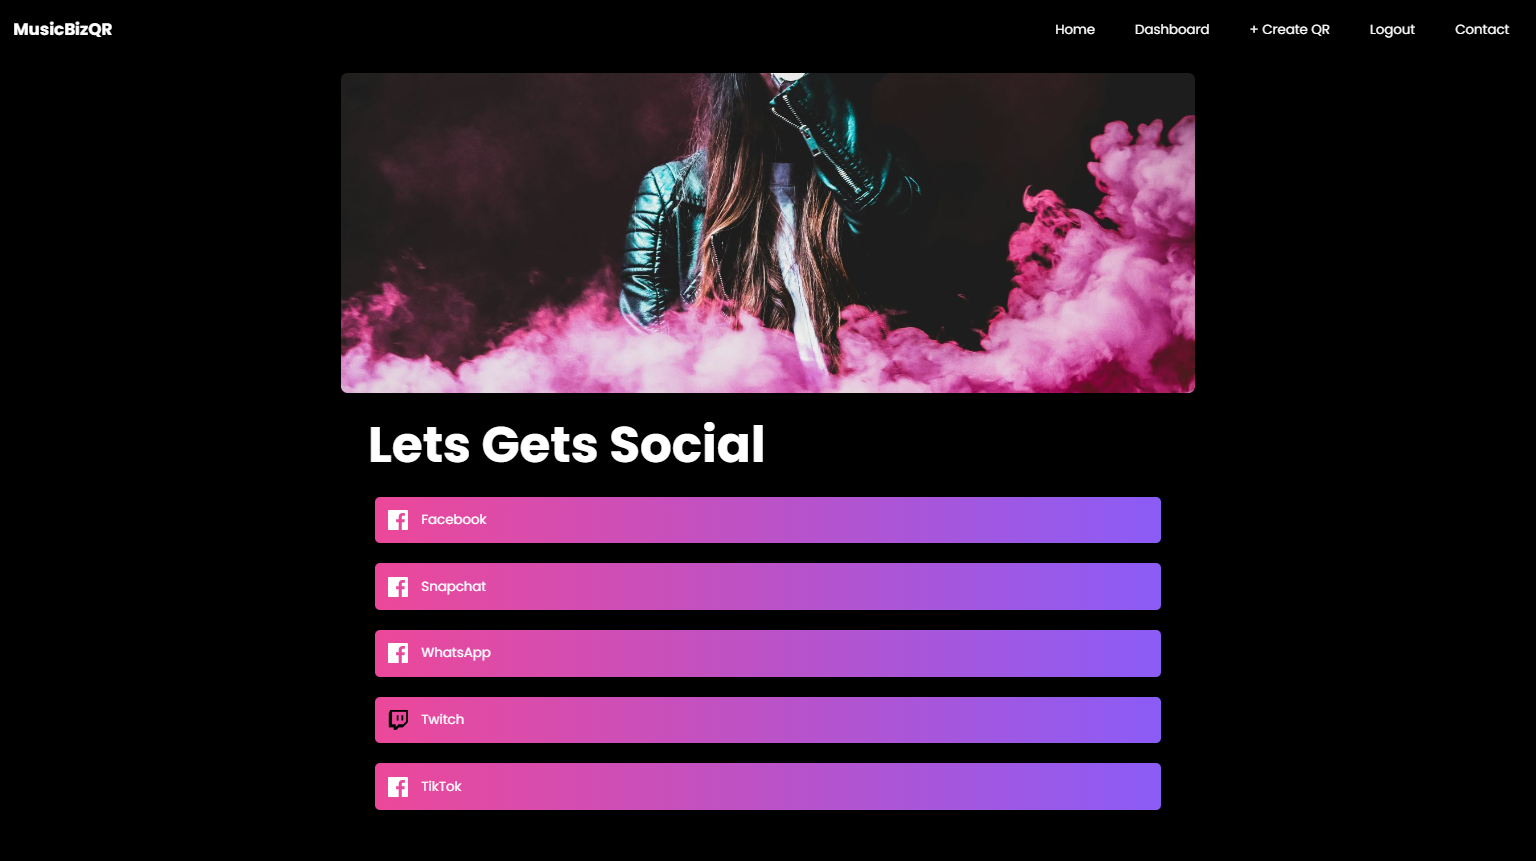 MusicBizQR
Home Dashboard + Create QR Logout Contact
Lets Gets Social
Facebook
Snapchat
WhatsApp
Twitch
TikTok